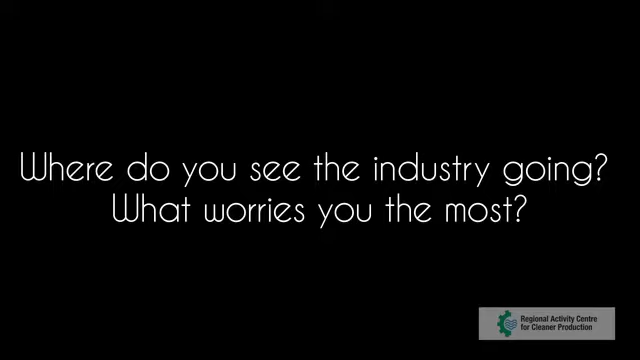 Where do you see the industry going?
What worries you the most?
Regional Activity Centre
for Cleaner Production